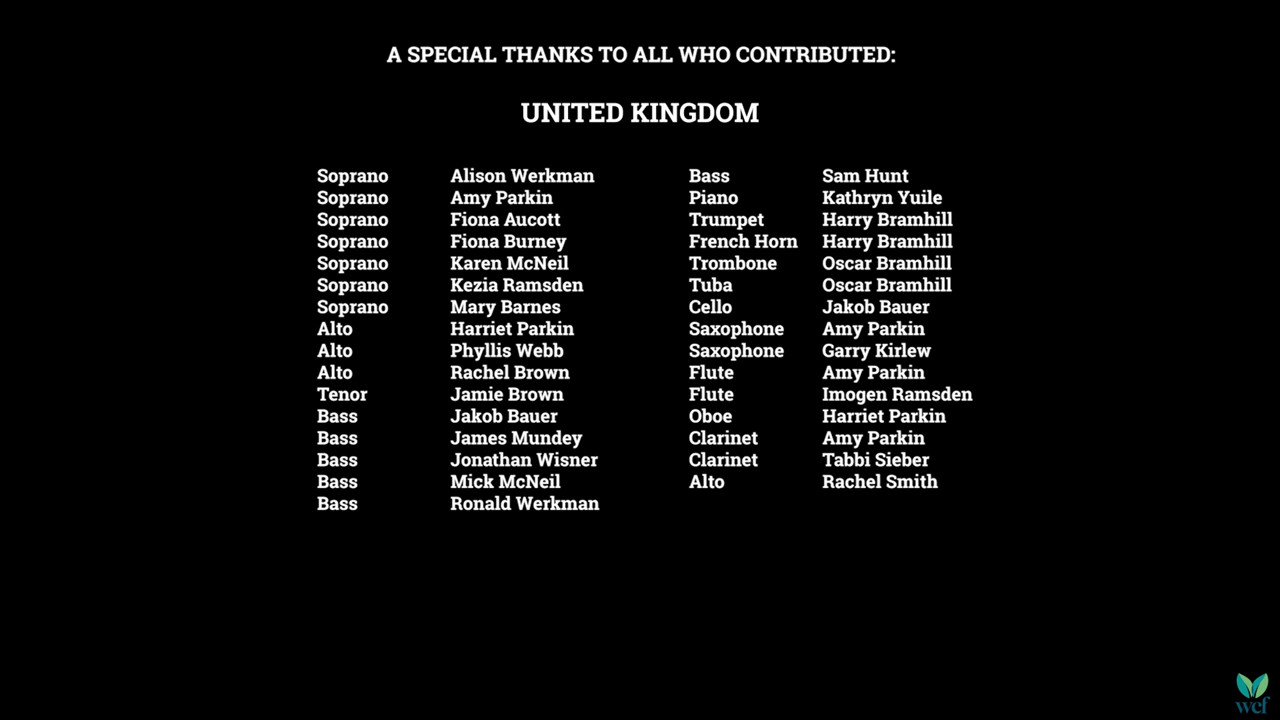 A SPECIAL THANKS TO ALL WHO CONTRIBUTED:
UNITED KINGDOM
Soprano Alison Werkman
Soprano Amy Parkin
Soprano Fiona Aucott
Soprano Fiona Burney
Soprano Karen McNeil
Soprano Kezia Ramsden
Soprano Mary Barnes
Alto Harriet Parkin
Alto Phyllis Webb
Alto Rachel Brown
Tenor Jamie Brown
Bass Jakob Bauer
Bass James Mundey
Bass Jonathan Wisner
Bass Mick McNeil
Bass Ronald Werkman
Bass Sam Hunt
Piano Kathryn Yuile
Trumpet Harry Bramhill
French Horn Harry Bramhill
Trombone Oscar Bramhill
Tuba Oscar Bramhill
Cello Jakob Bauer
Saxophone Amy Parkin
Saxophone Garry Kirlew
Flute Amy Parkin
Flute Imogen Ramsden
Oboe Harriet Parkin
Clarinet Amy Parkin
Clarinet Tabbi Sieber
Alto Rachel Smith
wcf